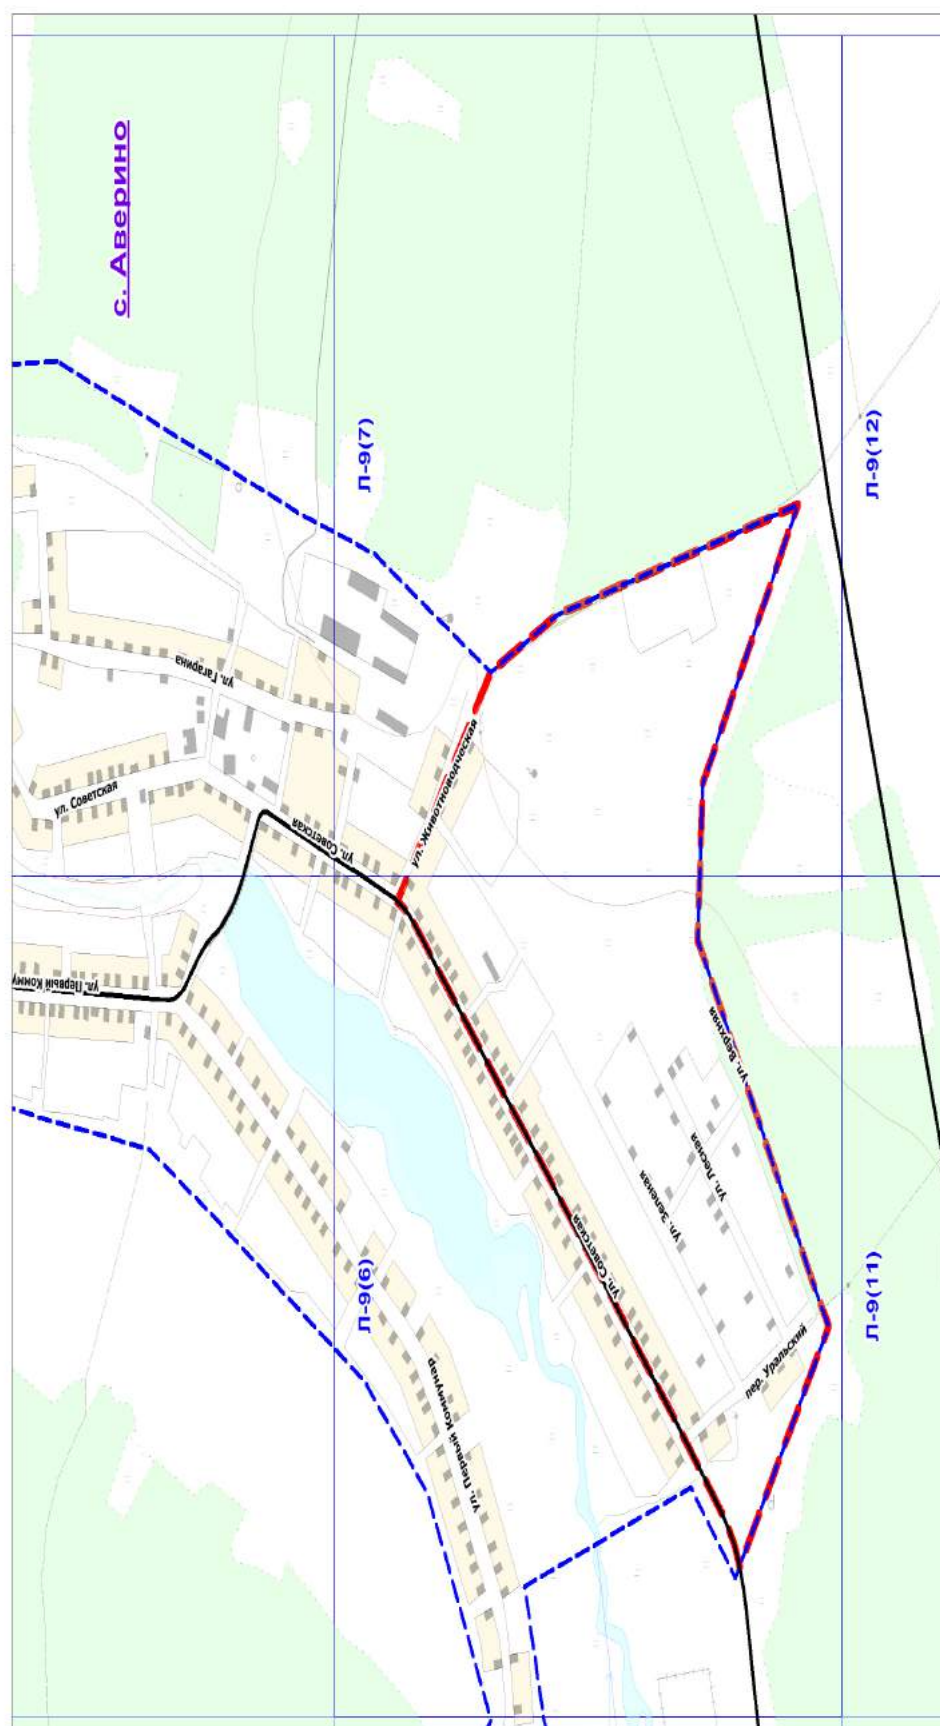 с. Аверино
Л-9(7)
Л-9(12)
ул. Гагарина
ул. Советская
ул. Советская
ул. Животноводческая
ул. Первый Комму
ул. Верхняя
ул. Лесная
ул. Зеленая
ул. Советская
Л-9(6)
Л-9(11)
пер. Уральский
ул. Первый Коммунар